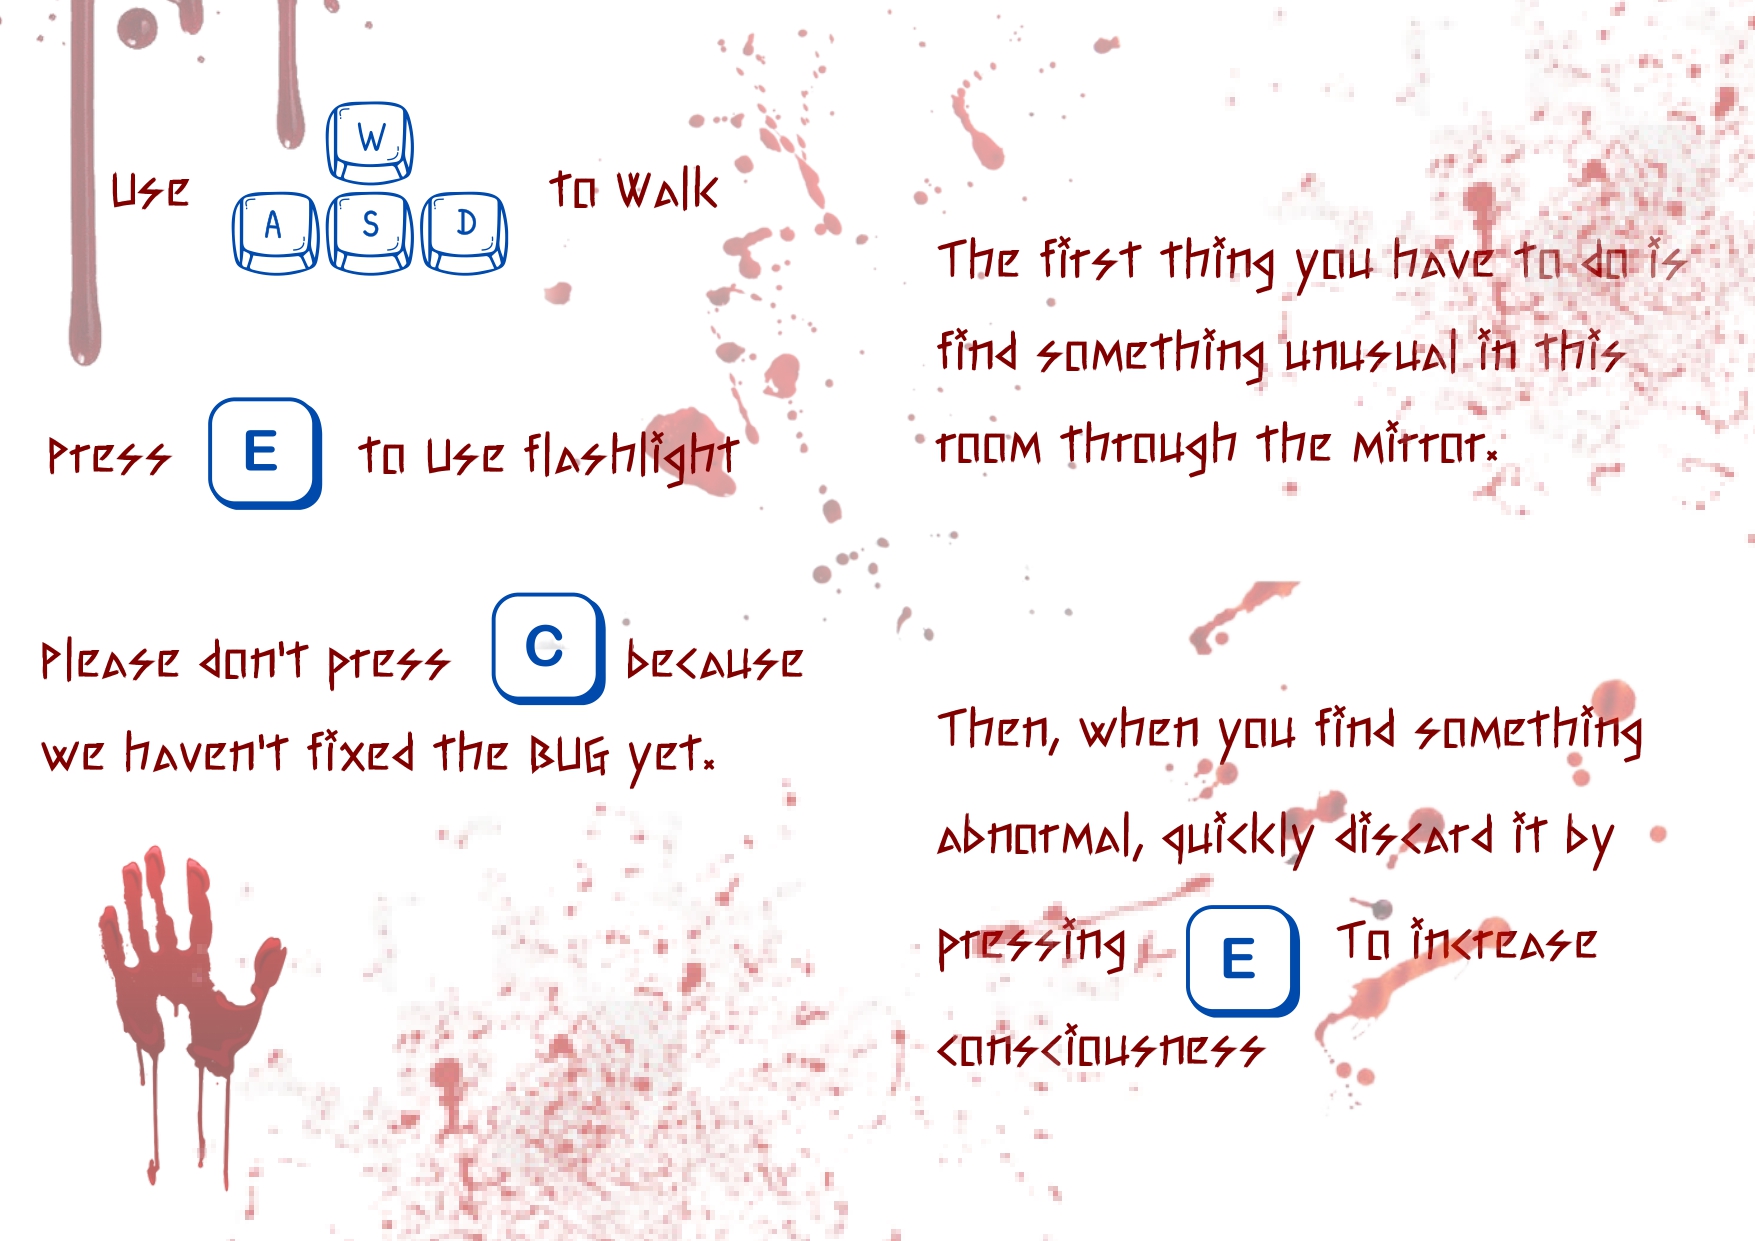 W
Use A S D to Walk
Press E to Use flashlight
Please don't press C because
we haven't fixed the BUG yet.
The first thing you have to do is
find something unusual in this
room through the mirror.
Then, when you find something
abnormal, quickly discard it by
pressing E To increase
consciousness